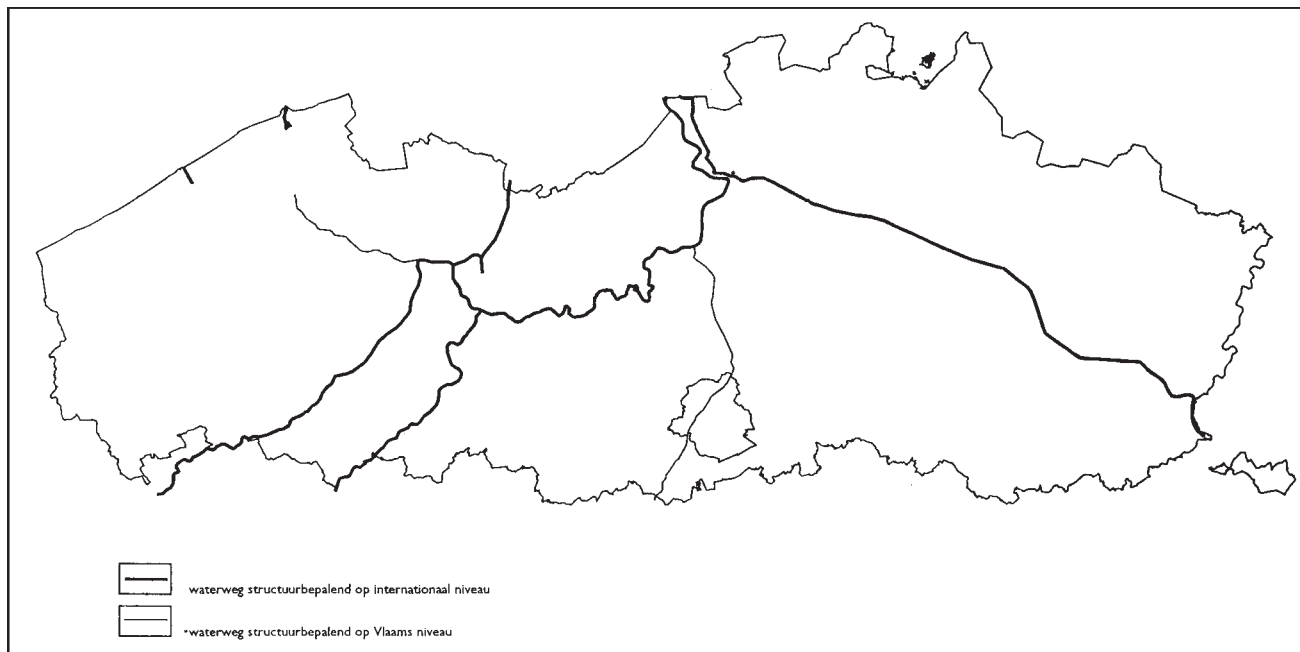 waterweg structuurbepalend op internationaal niveau
waterweg structuurbepalend op Vlaams niveau